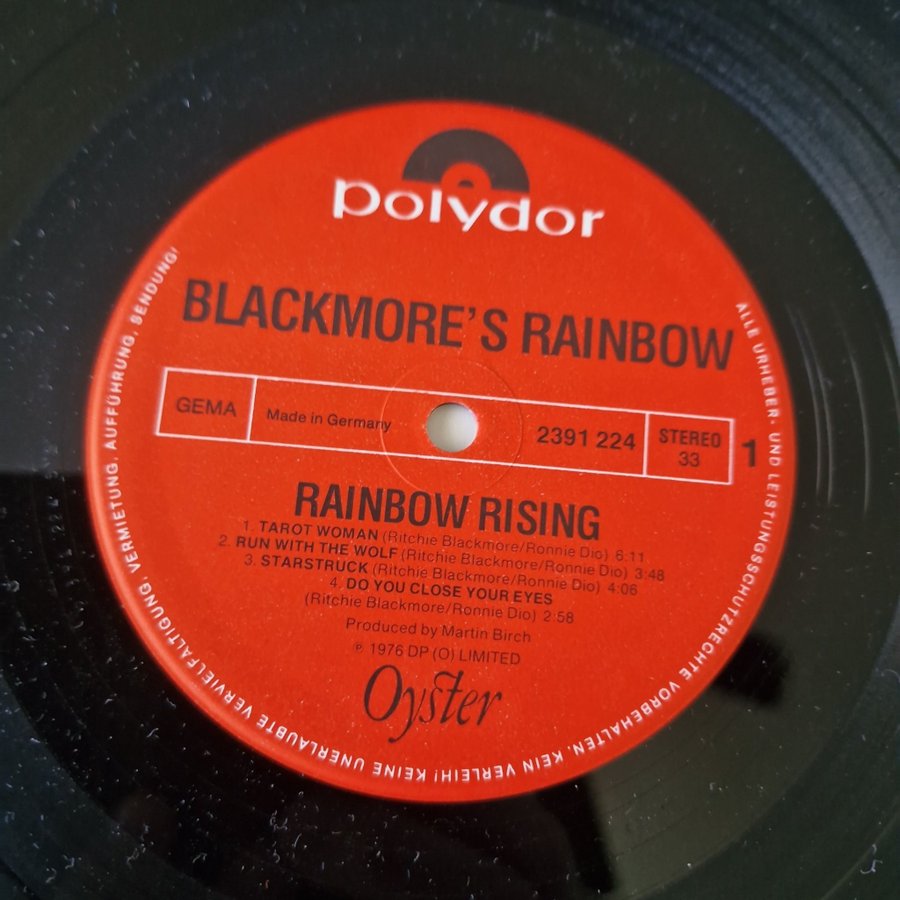 polydor
BLACKMORE'S RAINBOW
GEMA
Made in Germany
2391 224
STEREO
33
1
RAINBOW RISING
1. TAROT WOMAN (Ritchie Blackmore/Ronnie Dio) 6:11
2. RUN WITH THE WOLF (Ritchie Blackmore/Ronnie Dio) 3:48
3. STARSTRUCK (Ritchie Blackmore/Ronnie Dio) 4:06
4. DO YOU CLOSE YOUR EYES
(Ritchie Blackmore/Ronnie Dio) 2:58
Produced by Martin Birch
℗ 1976 DP (O) LIMITED
Oyster
ALLE URHEBER- UND LEISTUNGSSCHUTZRECHTE VORBEHALTEN. KEIN VERLEIH! KEINE UNERLAUBTE VERVIELFÄLTIGUNG, VERMIETUNG, AUFFÜHRUNG, SENDUNG!